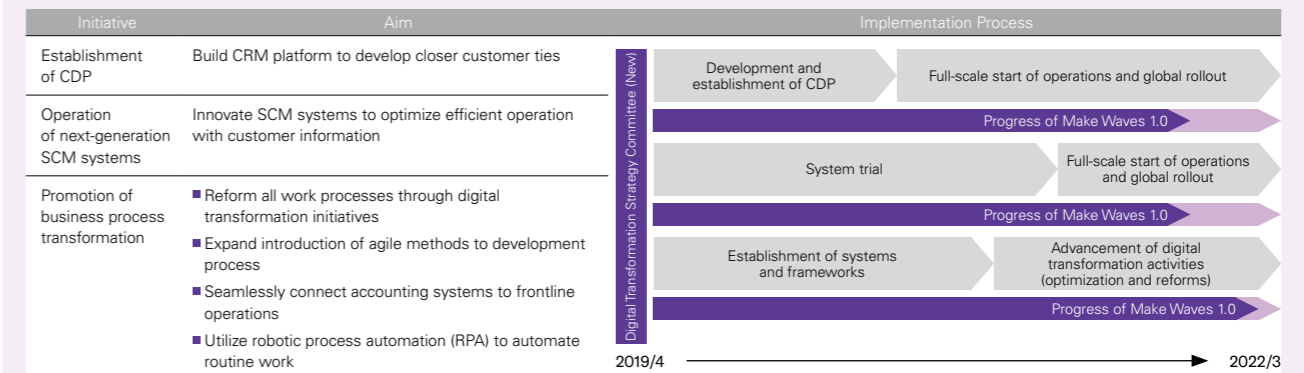 Initiative
Aim
Implementation Process
Establishment
of CDP
Build CRM platform to develop closer customer ties
Operation
of next-generation
SCM systems
Innovate SCM systems to optimize efficient operation
with customer information
Promotion of
business process
transformation
Reform all work processes through digital
transformation initiatives
Expand introduction of agile methods to development
process
Seamlessly connect accounting systems to frontline
operations
Utilize robotic process automation (RPA) to automate
routine work
Digital Transformation Strategy Committee (New)
Development and
establishment of CDP
Full-scale start of operations and global rollout
Progress of Make Waves 1.0
System trial
Full-scale start of operations
and global rollout
Progress of Make Waves 1.0
Establishment of systems
and frameworks
Advancement of digital
transformation activities
(optimization and reforms)
Progress of Make Waves 1.0
2019/4
2022/3